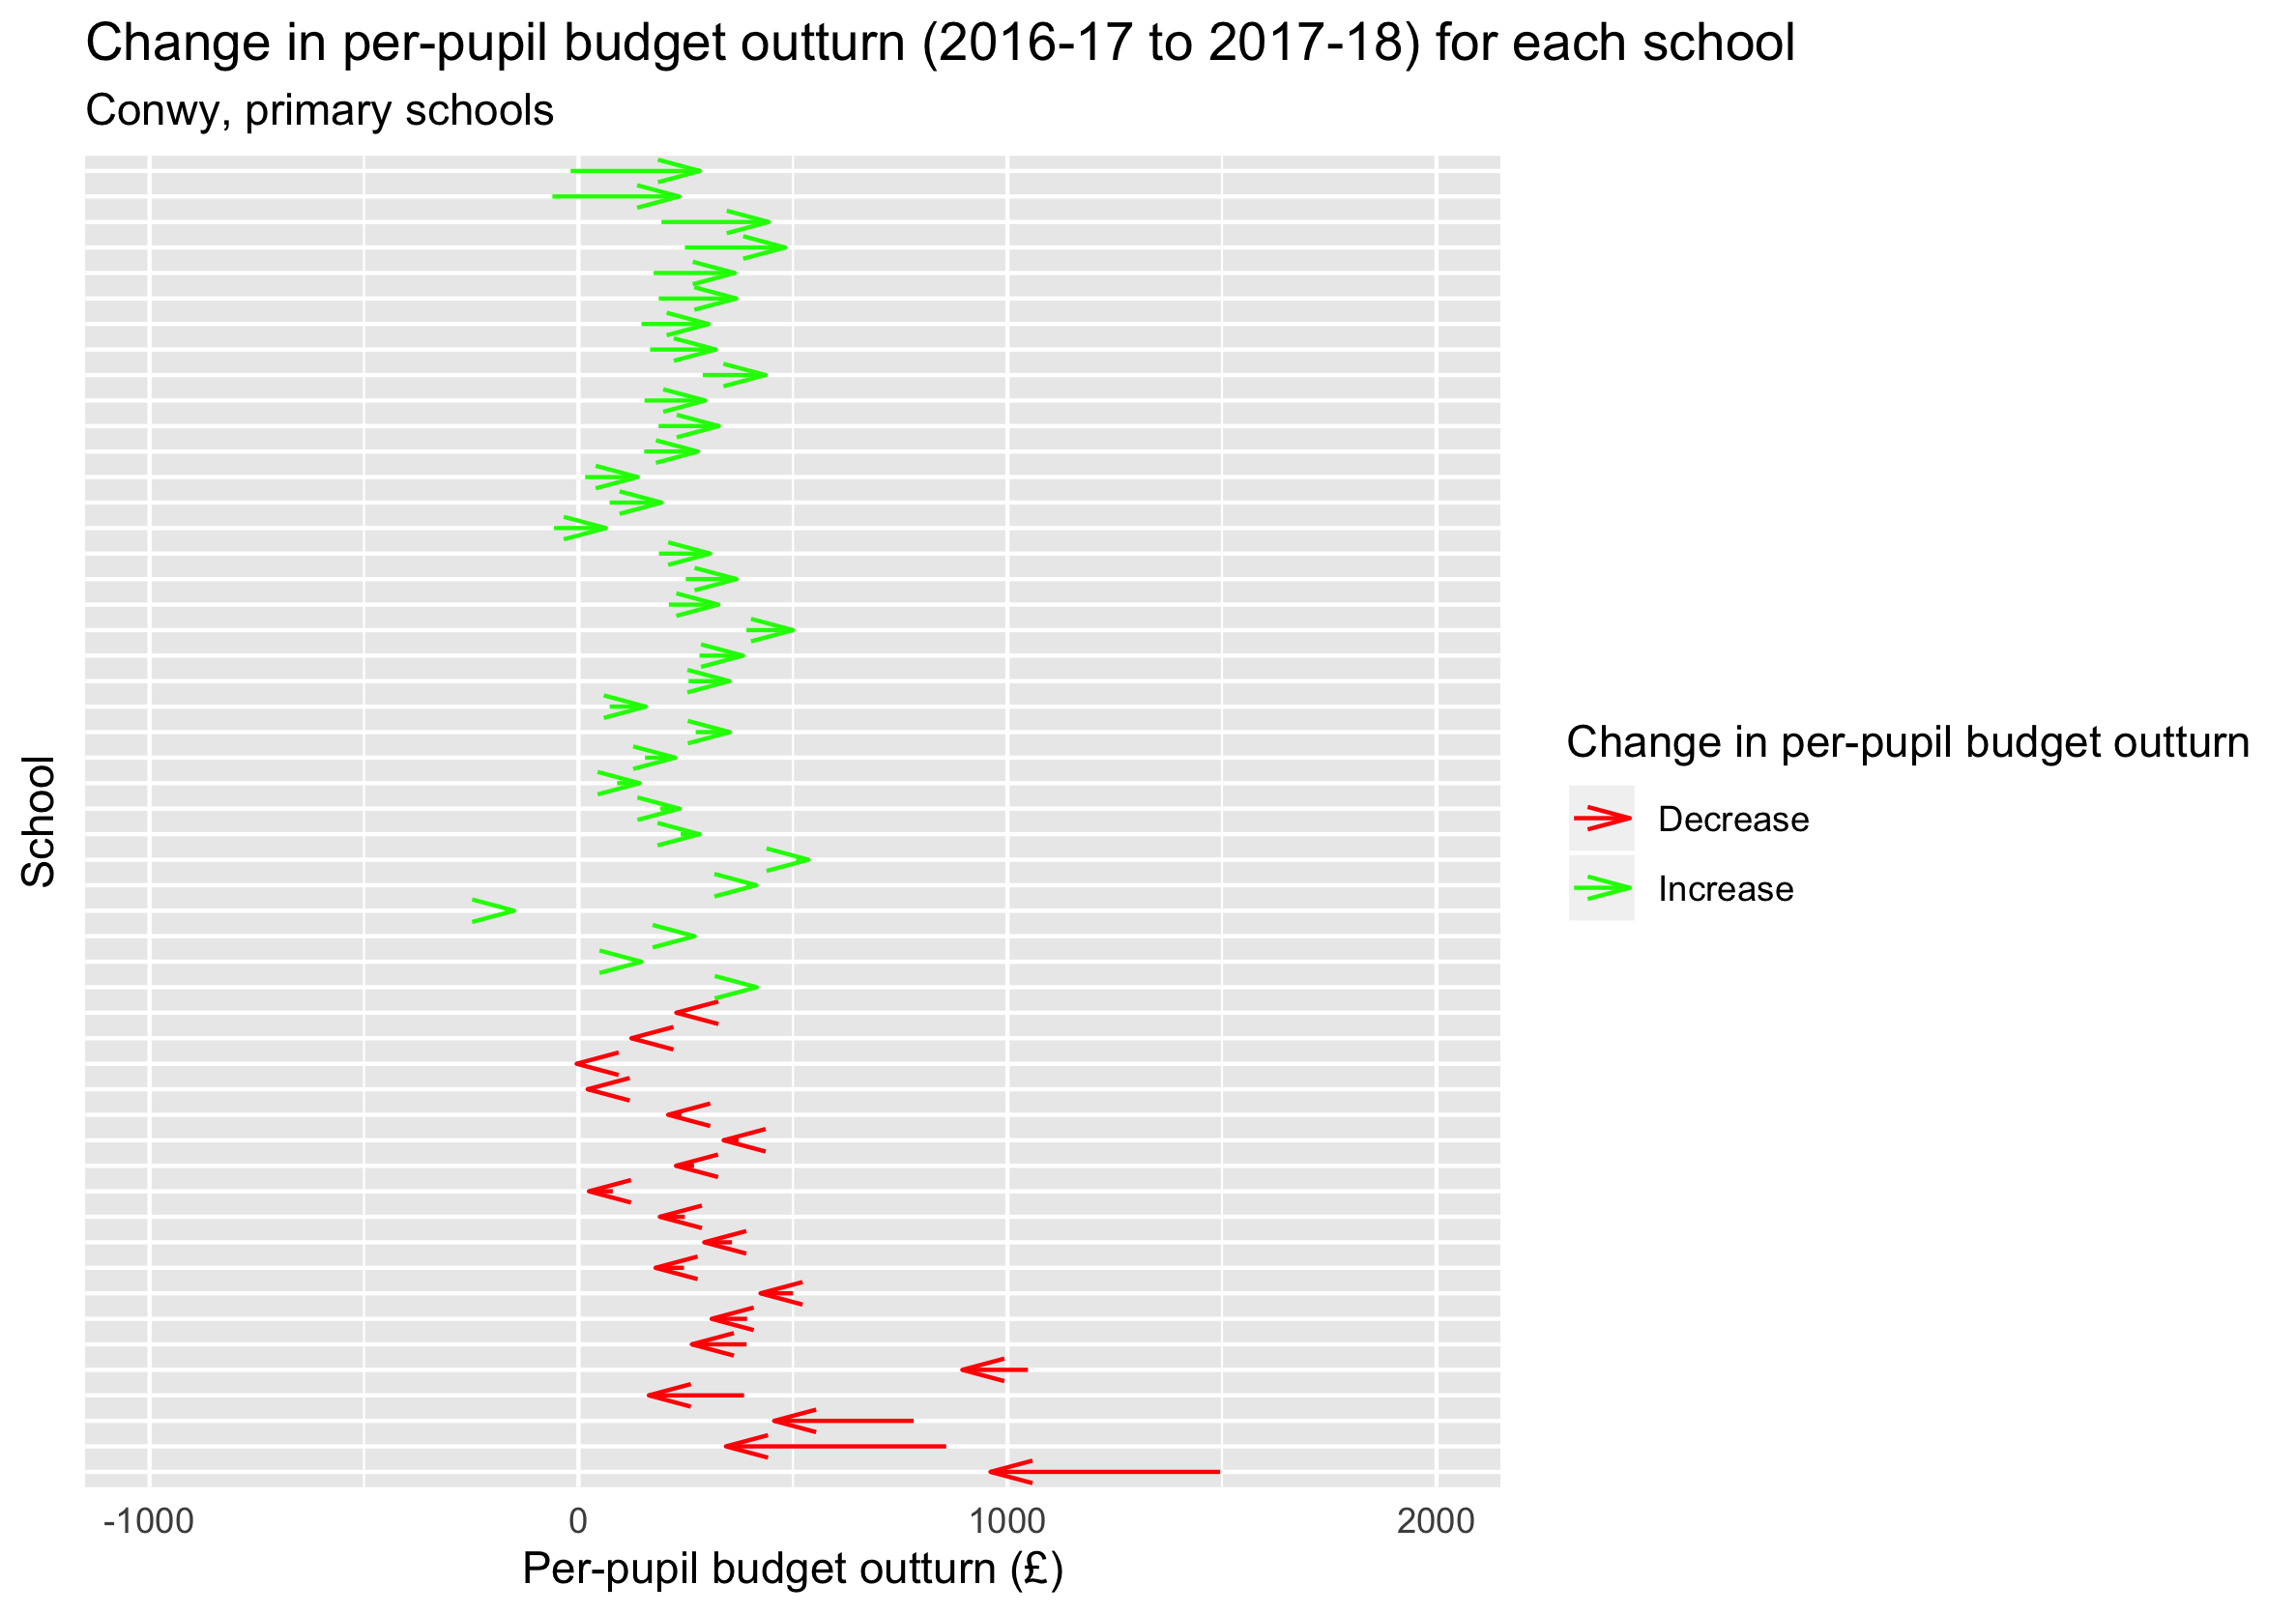 Change in per-pupil budget outturn (2016-17 to 2017-18) for each school
Conwy, primary schools
School
-1000
0
1000
2000
Per-pupil budget outturn (£)
Change in per-pupil budget outturn
Decrease
Increase